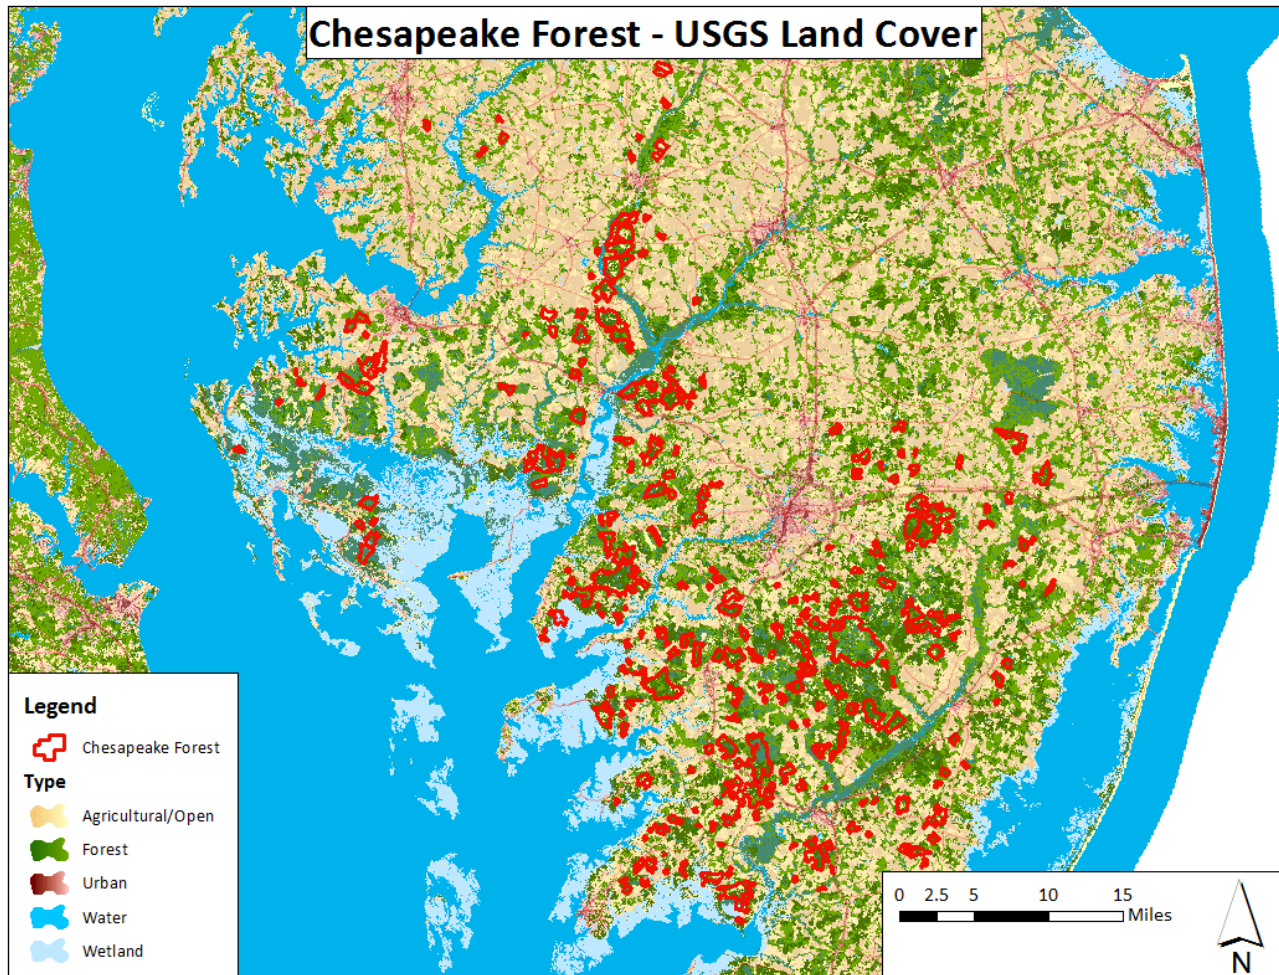 Chesapeake Forest - USGS Land Cover
Legend
Chesapeake Forest
Type
Agricultural/Open
Forest
Urban
Water
Wetland
0 2.5 5 10 15
Miles
N